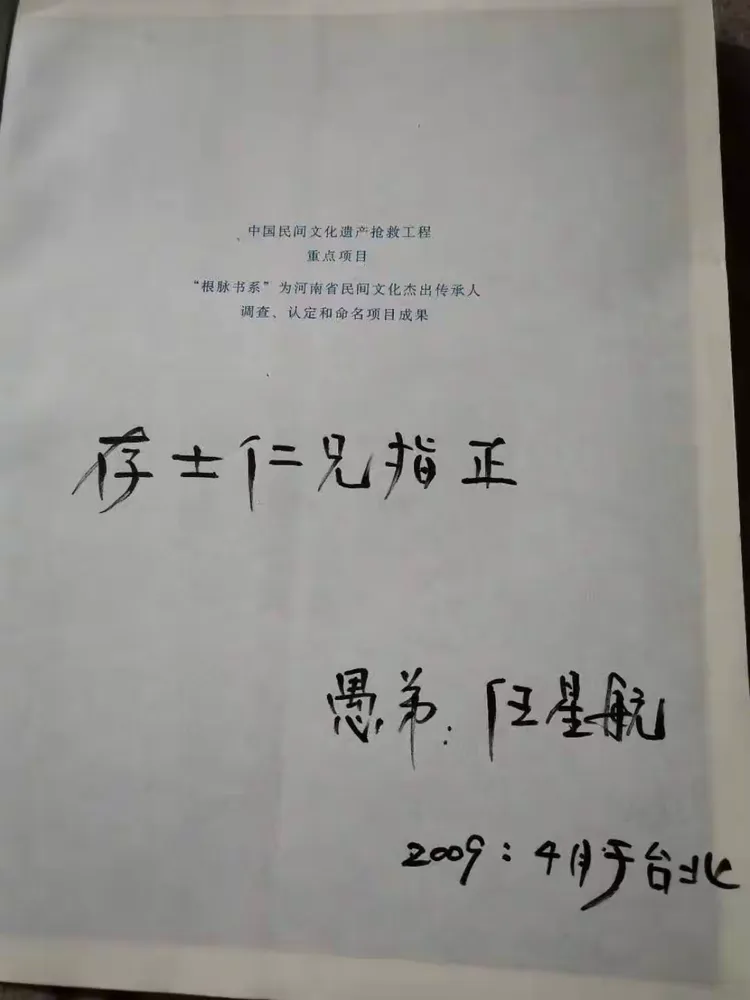 中国民间文化遗产抢救工程
重点项目
“根脉书系”为河南省民间文化杰出传承人
调查、认定和命名项目成果
存士仁兄指正
愚弟：任星航
2009：4月于台北